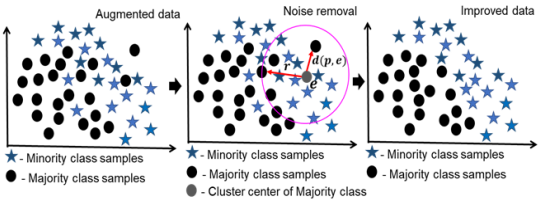 Augmented data
Noise removal
Improved data
d(p, e)
r
e
- Minority class samples
- Majority class samples
- Minority class samples
- Majority class samples
- Cluster center of Majority class
- Minority class samples
- Majority class samples